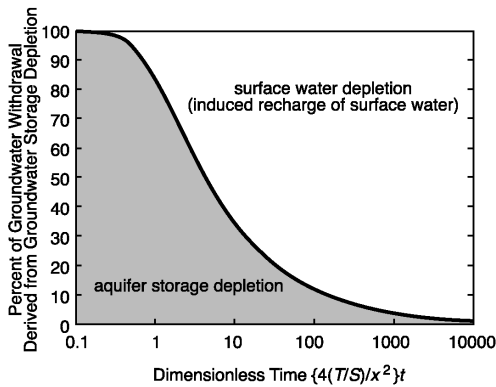 Percent of Groundwater Withdrawal
Derived from Groundwater Storage Depletion
100
90
80
70
60
50
40
30
20
10
0
surface water depletion
(induced recharge of surface water)
aquifer storage depletion
0.1 1 10 100 1000 10000
Dimensionless Time {4(T/S)/x²}t